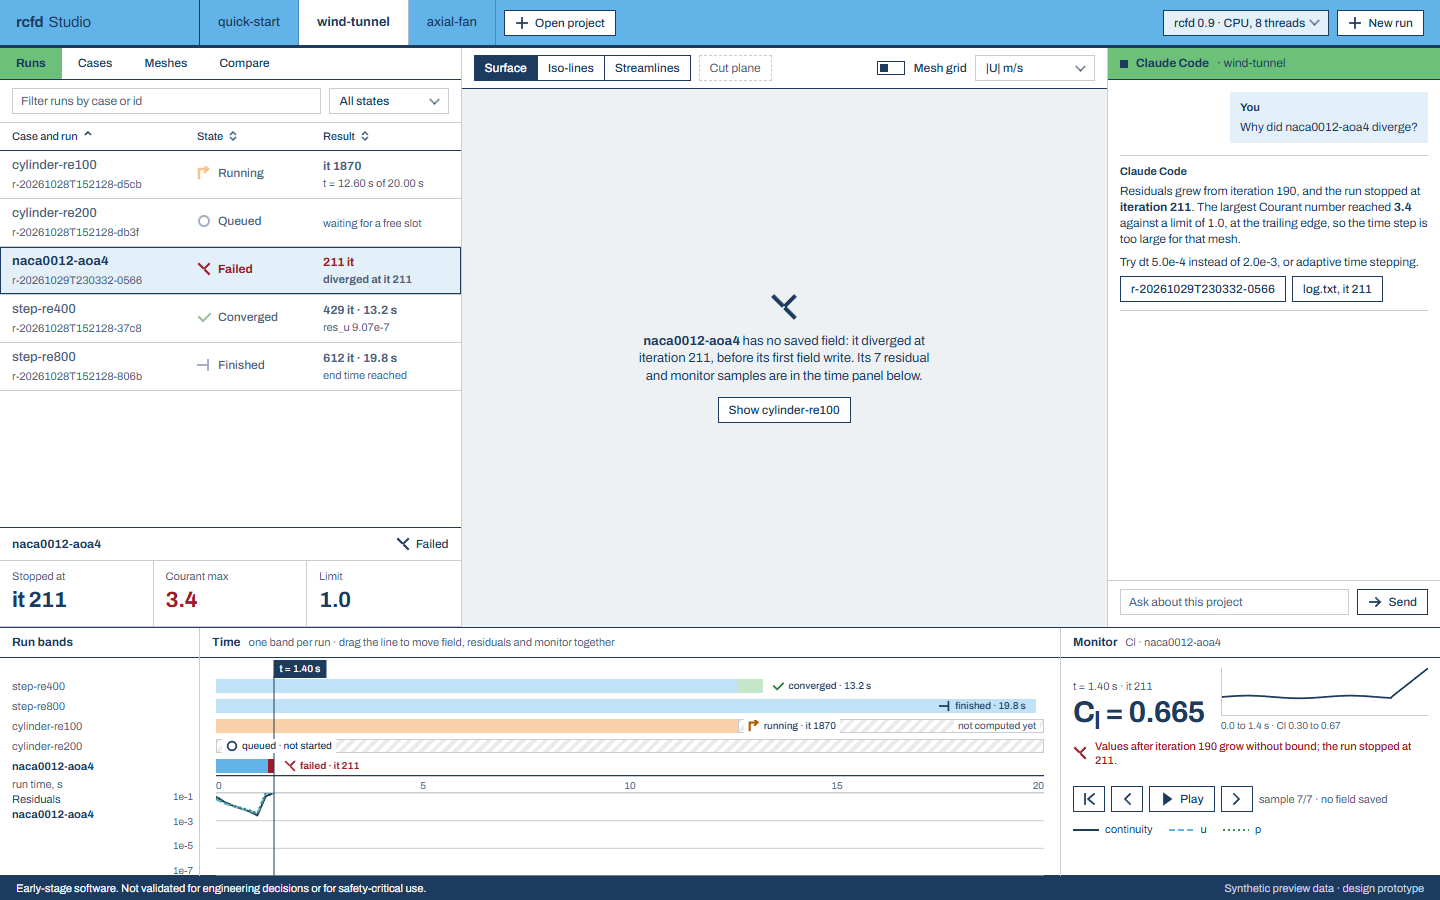 rcfd Studio
quick-start
wind-tunnel
axial-fan
Open project
rcfd 0.9 · CPU, 8 threads
New run
Runs
Cases
Meshes
Compare
Filter runs by case or id
All states
Case and run
State
Result
cylinder-re100
r-20261028T152128-d5cb
Running
it 1870
t = 12.60 s of 20.00 s
cylinder-re200
r-20261028T152128-db3f
Queued
waiting for a free slot
naca0012-aoa4
r-20261029T230332-0566
Failed
211 it
diverged at it 211
step-re400
r-20261028T152128-37c8
Converged
429 it · 13.2 s
res_u 9.07e-7
step-re800
r-20261028T152128-806b
Finished
612 it · 19.8 s
end time reached
naca0012-aoa4
Failed
Stopped at
it 211
Courant max
3.4
Limit
1.0
Surface
Iso-lines
Streamlines
Cut plane
Mesh grid
|U| m/s
naca0012-aoa4 has no saved field: it diverged at
iteration 211, before its first field write. Its 7 residual
and monitor samples are in the time panel below.
Show cylinder-re100
Claude Code · wind-tunnel
You
Why did naca0012-aoa4 diverge?
Claude Code
Residuals grew from iteration 190, and the run stopped at
iteration 211. The largest Courant number reached 3.4
against a limit of 1.0, at the trailing edge, so the time step is
too large for that mesh.
Try dt 5.0e-4 instead of 2.0e-3, or adaptive time stepping.
r-20261029T230332-0566
log.txt, it 211
Ask about this project
Send
Run bands
Time one band per run · drag the line to move field, residuals and monitor together
t = 1.40 s
step-re400
converged · 13.2 s
step-re800
finished · 19.8 s
cylinder-re100
running · it 1870
not computed yet
cylinder-re200
queued · not started
naca0012-aoa4
failed · it 211
run time, s
0
5
10
15
20
Residuals
naca0012-aoa4
1e-1
1e-3
1e-5
1e-7
Monitor Cl · naca0012-aoa4
t = 1.40 s · it 211
Cl = 0.665
0.0 to 1.4 s · Cl 0.30 to 0.67
Values after iteration 190 grow without bound; the run stopped at
211.
Play
sample 7/7 · no field saved
continuity
u
p
Early-stage software. Not validated for engineering decisions or for safety-critical use.
Synthetic preview data · design prototype